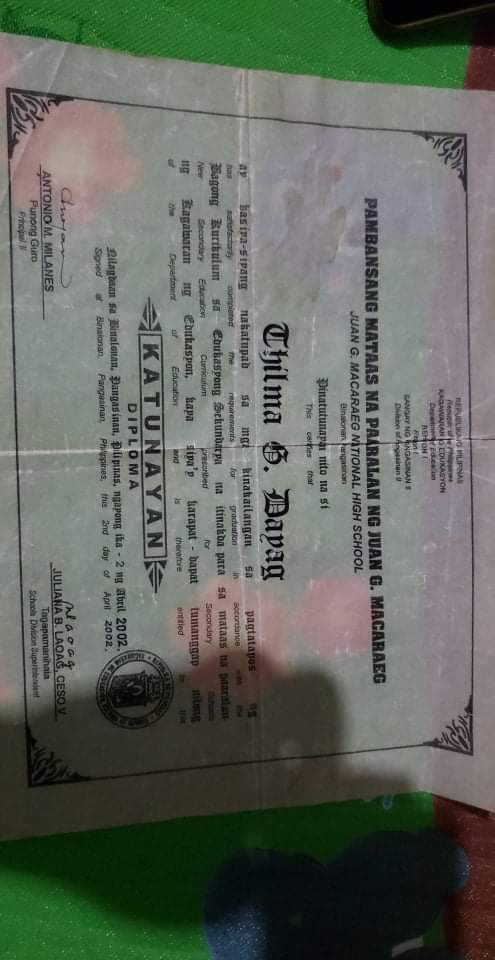 REPUBLIKA NG PILIPINAS
Republic of the Philippines
KAGAWARAN NG EDUKASYON
Department of Education
REHIYON I
Region I
SANGAY NG PANGASINAN II
Division of Pangasinan II
Binalonan, Pangasinan
PAMBANSANG MATAAS NA PAARALAN NG JUAN G. MACARAEG
JUAN G. MACARAEG NTIONAL HIGH SCHOOL
Pinatutunayan nito na si
This certifies that
Thilma G. Dayag
ay kasiya-siyang nakatupad sa mga kinakailangan sa pagtatapos ng
has satisfactorily completed the requirements for graduation in accordance with the
Bagong Kurikulum sa Edukasyong Sekundarya na itinakda para sa mataas na paaralan
New Secondary Education Curriculum prescribed for Secondary Schools
ng Kagawaran ng Edukasyon, kaya siya'y karapat-dapat tumanggap nitong
of the Department of Education and is therefore entitled to this
KATUNAYAN
DIPLOMA
Nilagdaan sa Binalonan, Pangasinan, Pilipinas, ngayong ika - 2 ng Abril 2002.
Signed at Binalonan, Pangasinan, Philippines, this 2nd day of April 2002.
ANTONIO M. MILANES
Punong Guro
Principal II
JULIANA B. LAOAG, CESO V
Tagapamanihala
Schools Division Superintendent